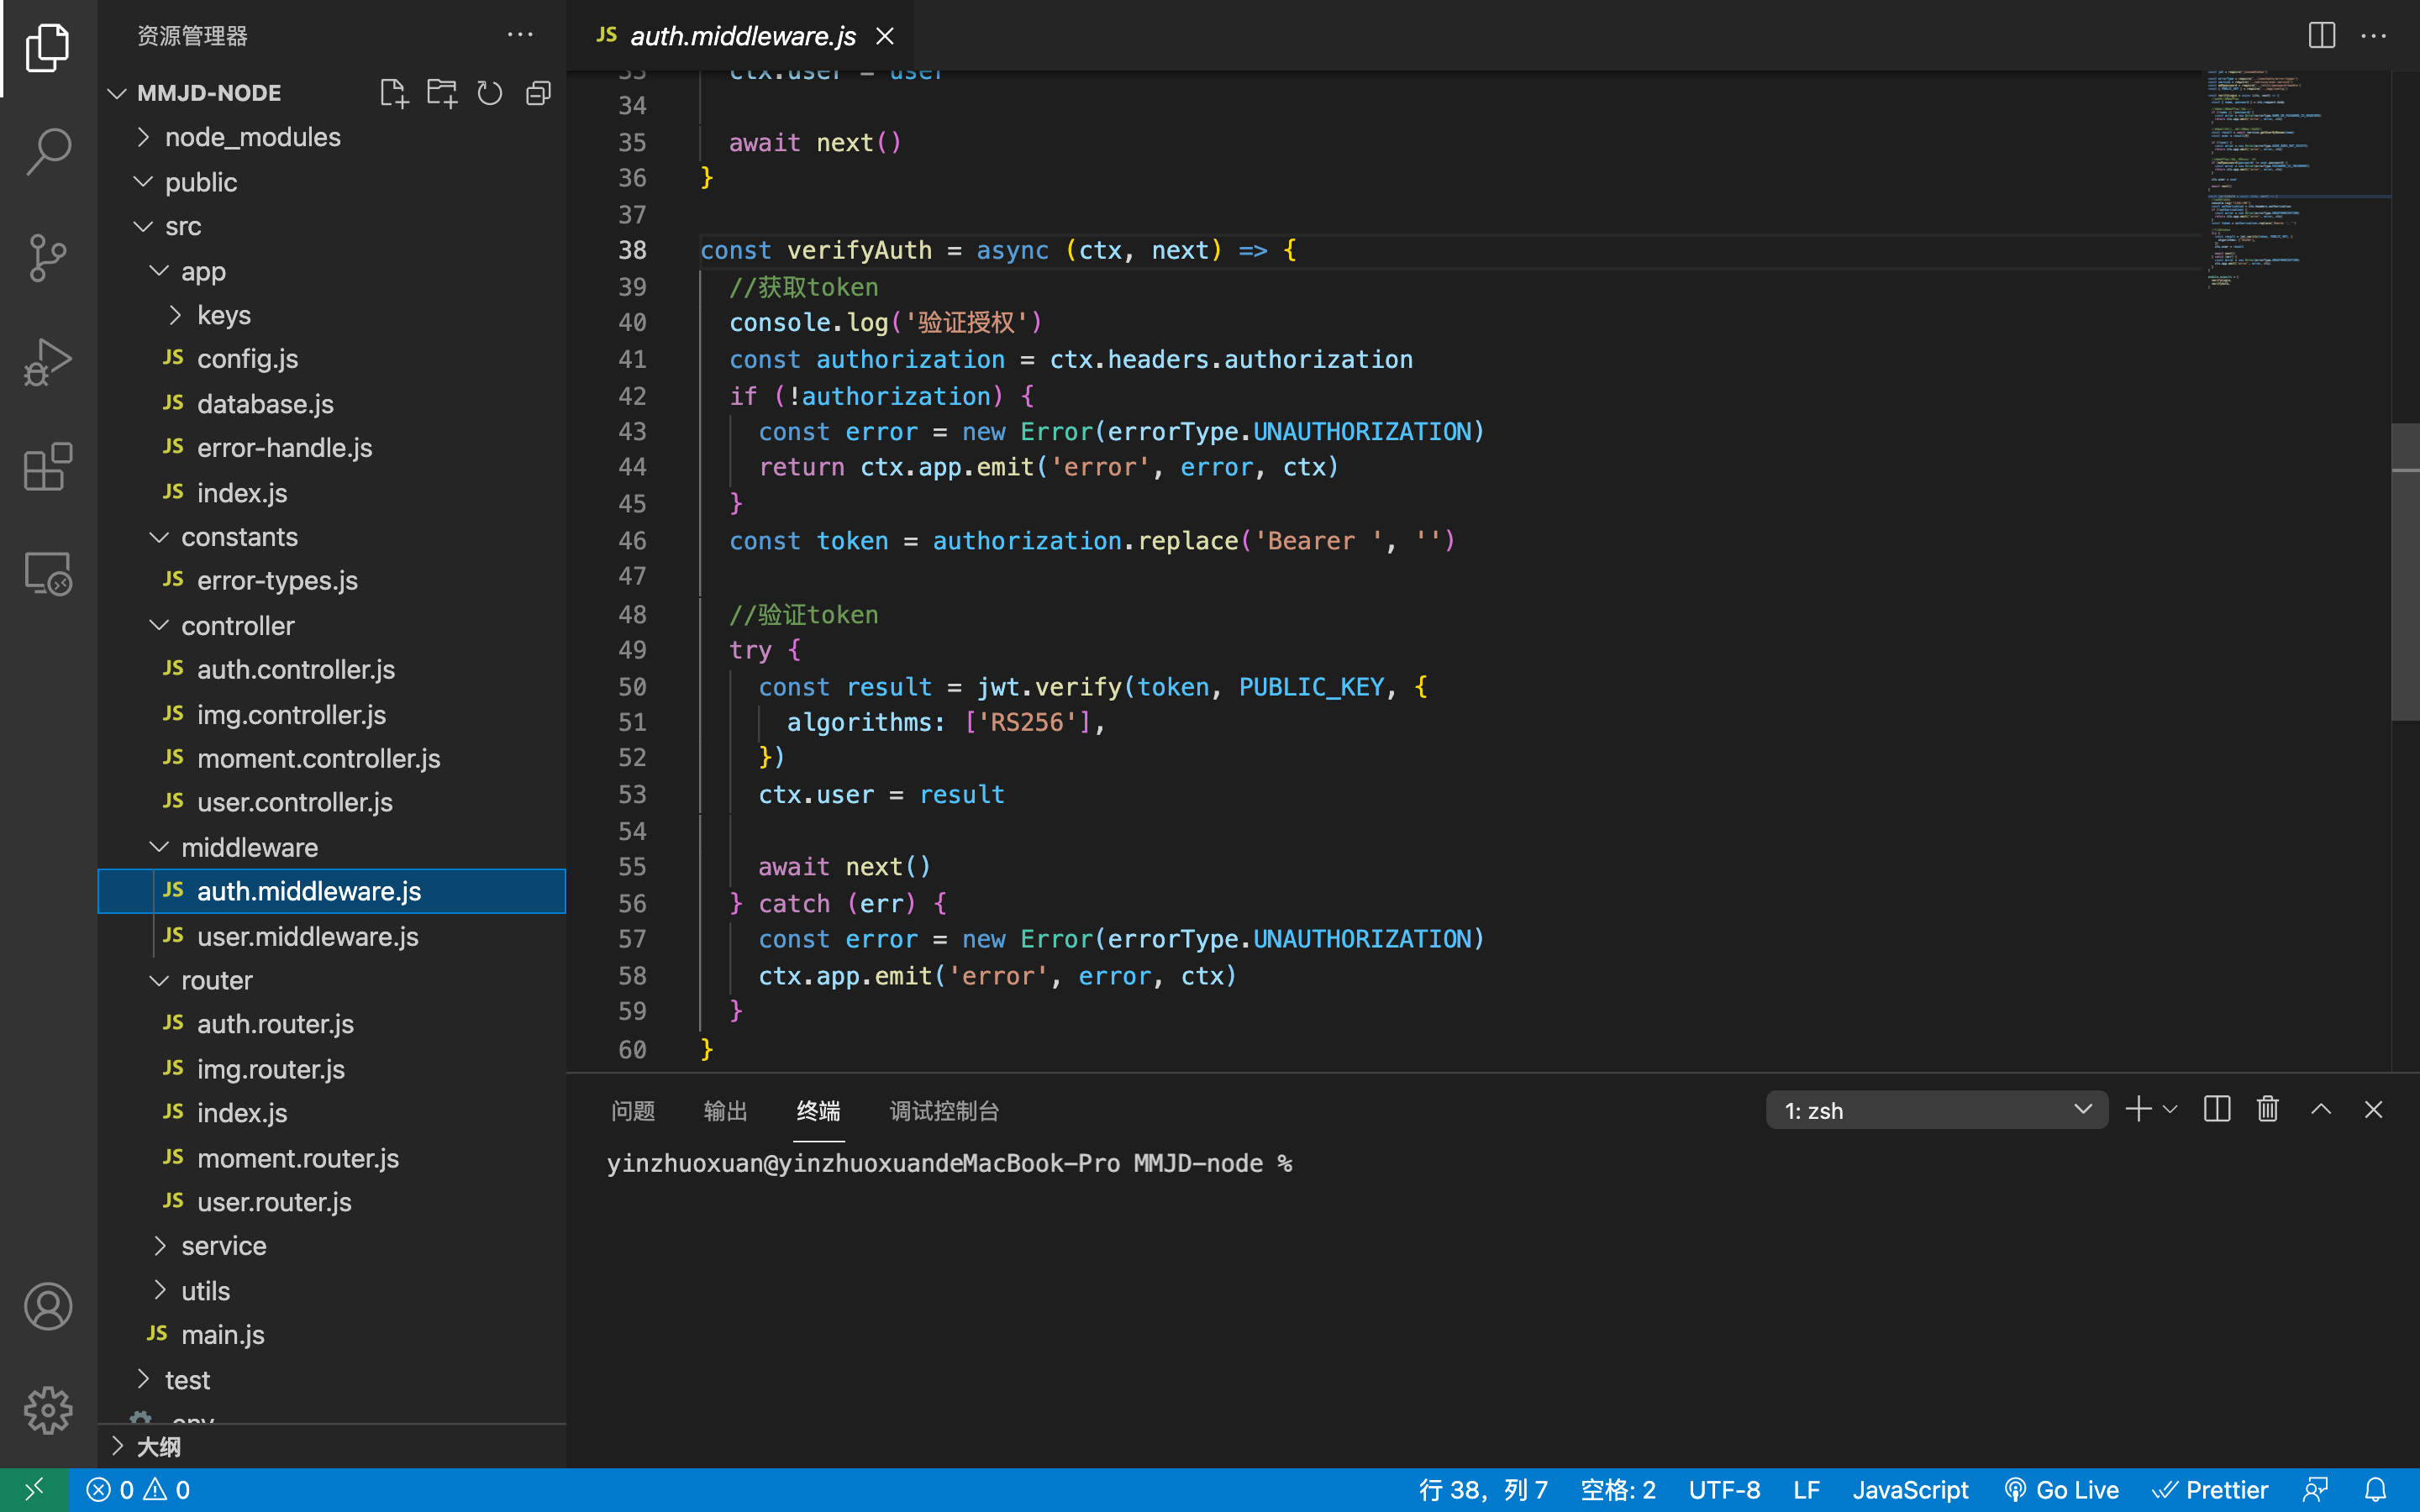 资源管理器
MMJD-NODE
node_modules
public
src
app
keys
JS config.js
JS database.js
JS error-handle.js
JS index.js
constants
JS error-types.js
controller
JS auth.controller.js
JS img.controller.js
JS moment.controller.js
JS user.controller.js
middleware
JS auth.middleware.js
JS user.middleware.js
router
JS auth.router.js
JS img.router.js
JS index.js
JS moment.router.js
JS user.router.js
service
utils
JS main.js
test
.env
大纲
JS auth.middleware.js
33 ctx.user = user
34
35 await next()
36 }
37
38 const verifyAuth = async (ctx, next) => {
39 //获取token
40 console.log('验证授权')
41 const authorization = ctx.headers.authorization
42 if (!authorization) {
43 const error = new Error(errorType.UNAUTHORIZATION)
44 return ctx.app.emit('error', error, ctx)
45 }
46 const token = authorization.replace('Bearer ', '')
47
48 //验证token
49 try {
50 const result = jwt.verify(token, PUBLIC_KEY, {
51 algorithms: ['RS256'],
52 })
53 ctx.user = result
54
55 await next()
56 } catch (err) {
57 const error = new Error(errorType.UNAUTHORIZATION)
58 ctx.app.emit('error', error, ctx)
59 }
60 }
问题 输出 终端 调试控制台 1: zsh
yinzhuoxuan@yinzhuoxuandeMacBook-Pro MMJD-node %
0 0 行 38, 列 7 空格: 2 UTF-8 LF JavaScript Go Live Prettier